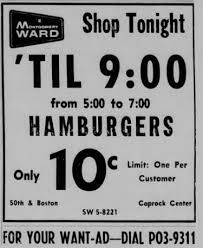 MONTGOMERY
WARD
Shop Tonight
'TIL 9:00
from 5:00 to 7:00
HAMBURGERS
Only 10c Limit: One Per
Customer
50th & Boston Caprock Center
SW 5-8221
FOR YOUR WANT-AD—DIAL PO3-9311